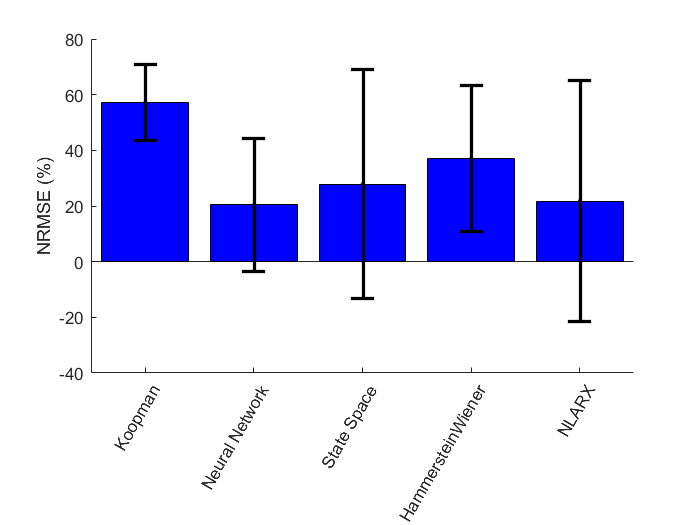 80
60
40
20
0
-20
-40
NRMSE (%)
Koopman
Neural Network
State Space
HammersteinWiener
NLARX